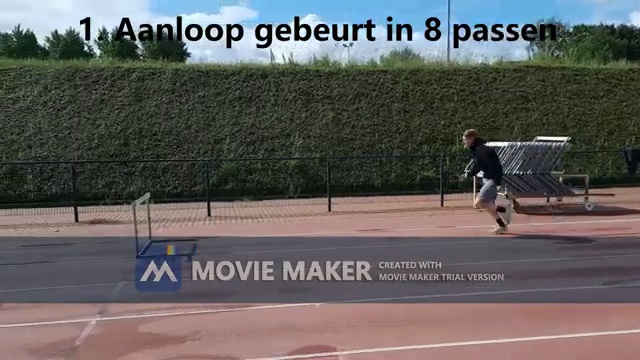 1. Aanloop gebeurt in 8 passen
MOVIE MAKER
CREATED WITH
MOVIE MAKER TRIAL VERSION